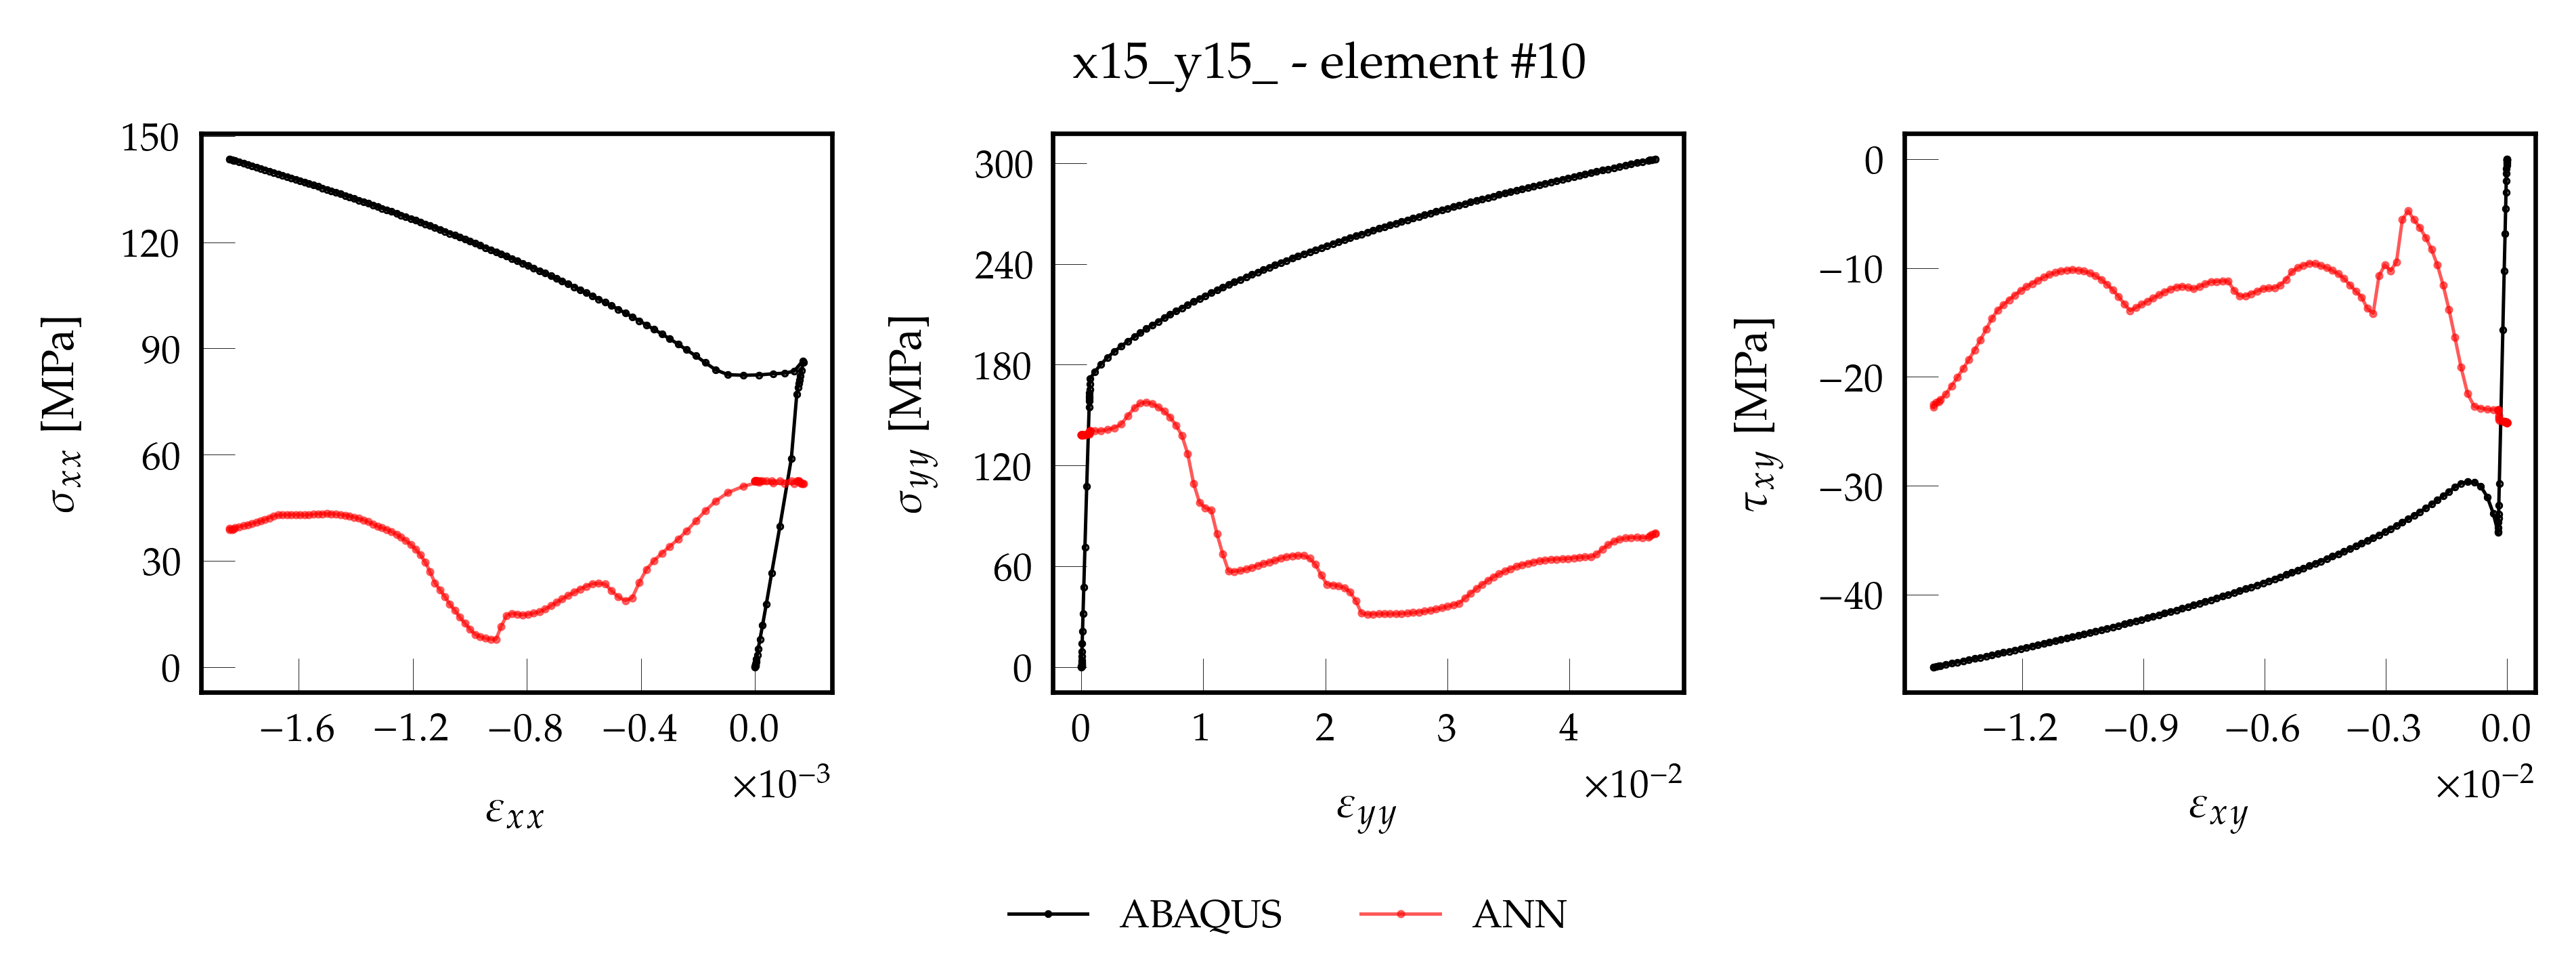 x15_y15_ - element #10
150
120
90
60
30
0
σxx [MPa]
−1.6 −1.2 −0.8 −0.4 0.0
×10−3
εxx
300
240
180
120
60
0
σyy [MPa]
0 1 2 3 4
×10−2
εyy
0
−10
−20
−30
−40
τxy [MPa]
−1.2 −0.9 −0.6 −0.3 0.0
×10−2
εxy
ABAQUS ANN